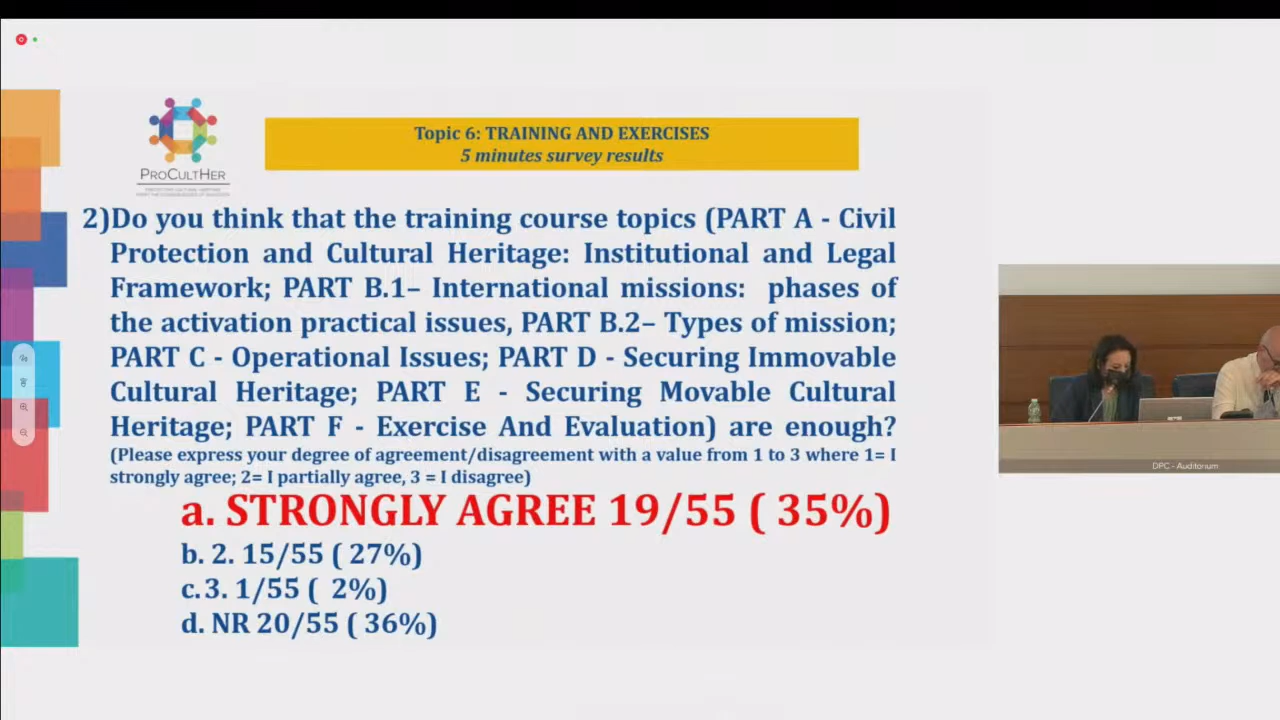 Topic 6: TRAINING AND EXERCISES
5 minutes survey results
PROCULTHER
2)Do you think that the training course topics (PART A - Civil
Protection and Cultural Heritage: Institutional and Legal
Framework; PART B.1– International missions: phases of
the activation practical issues, PART B.2– Types of mission;
PART C - Operational Issues; PART D - Securing Immovable
Cultural Heritage; PART E - Securing Movable Cultural
Heritage; PART F - Exercise And Evaluation) are enough?
(Please express your degree of agreement/disagreement with a value from 1 to 3 where 1= I
strongly agree; 2= I partially agree, 3 = I disagree)
a. STRONGLY AGREE 19/55 ( 35%)
b. 2. 15/55 ( 27%)
c.3. 1/55 ( 2%)
d. NR 20/55 ( 36%)
DPC - Auditorium